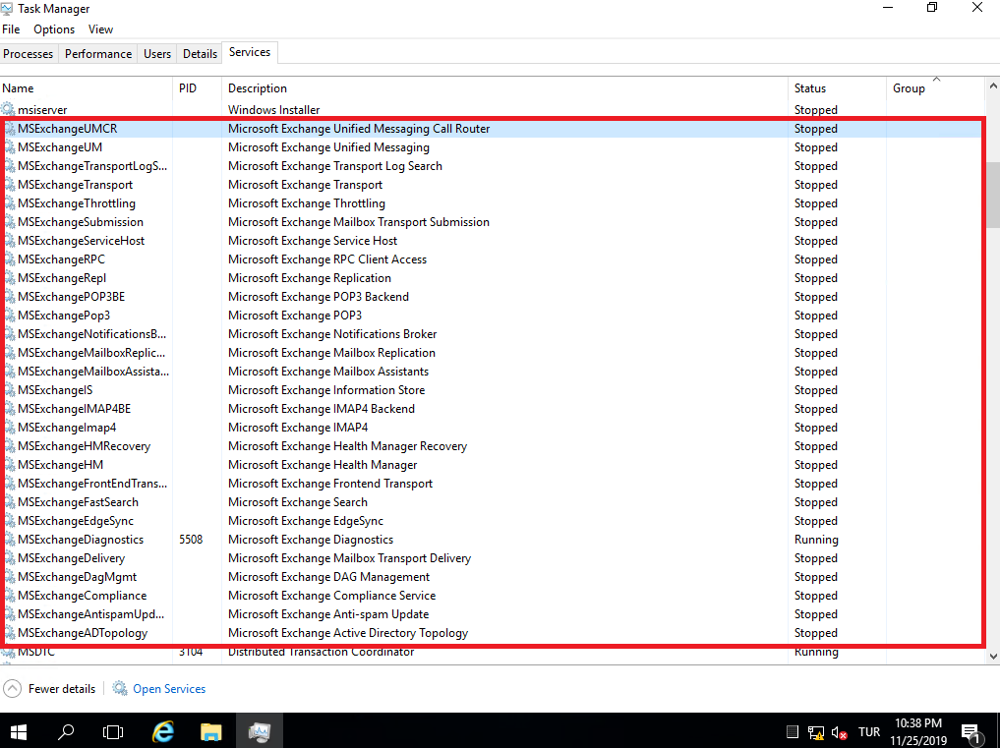 Task Manager
File Options View
Processes Performance Users Details Services
Name PID Description Status Group
msiserver Windows Installer Stopped
MSExchangeUMCR Microsoft Exchange Unified Messaging Call Router Stopped
MSExchangeUM Microsoft Exchange Unified Messaging Stopped
MSExchangeTransportLogS... Microsoft Exchange Transport Log Search Stopped
MSExchangeTransport Microsoft Exchange Transport Stopped
MSExchangeThrottling Microsoft Exchange Throttling Stopped
MSExchangeSubmission Microsoft Exchange Mailbox Transport Submission Stopped
MSExchangeServiceHost Microsoft Exchange Service Host Stopped
MSExchangeRPC Microsoft Exchange RPC Client Access Stopped
MSExchangeRepl Microsoft Exchange Replication Stopped
MSExchangePOP3BE Microsoft Exchange POP3 Backend Stopped
MSExchangePop3 Microsoft Exchange POP3 Stopped
MSExchangeNotificationsB... Microsoft Exchange Notifications Broker Stopped
MSExchangeMailboxReplic... Microsoft Exchange Mailbox Replication Stopped
MSExchangeMailboxAssista... Microsoft Exchange Mailbox Assistants Stopped
MSExchangeIS Microsoft Exchange Information Store Stopped
MSExchangeIMAP4BE Microsoft Exchange IMAP4 Backend Stopped
MSExchangeImap4 Microsoft Exchange IMAP4 Stopped
MSExchangeHMRecovery Microsoft Exchange Health Manager Recovery Stopped
MSExchangeHM Microsoft Exchange Health Manager Stopped
MSExchangeFrontEndTrans... Microsoft Exchange Frontend Transport Stopped
MSExchangeFastSearch Microsoft Exchange Search Stopped
MSExchangeEdgeSync Microsoft Exchange EdgeSync Stopped
MSExchangeDiagnostics 5508 Microsoft Exchange Diagnostics Running
MSExchangeDelivery Microsoft Exchange Mailbox Transport Delivery Stopped
MSExchangeDagMgmt Microsoft Exchange DAG Management Stopped
MSExchangeCompliance Microsoft Exchange Compliance Service Stopped
MSExchangeAntispamUpd... Microsoft Exchange Anti-spam Update Stopped
MSExchangeADTopology Microsoft Exchange Active Directory Topology Stopped
MSDTC 3104 Distributed Transaction Coordinator Running
Fewer details Open Services
TUR 10:38 PM
11/25/2019 1